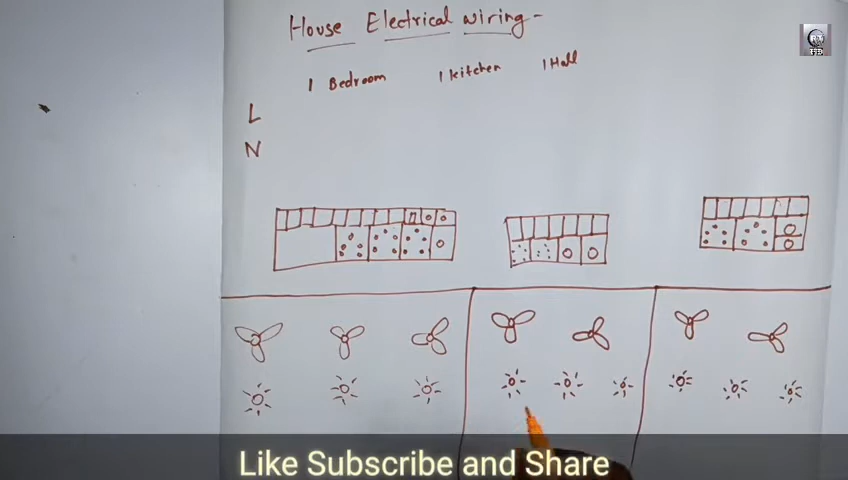 House Electrical wiring -
1 Bedroom 1 kitchen 1 Hall
L
N
Like Subscribe and Share